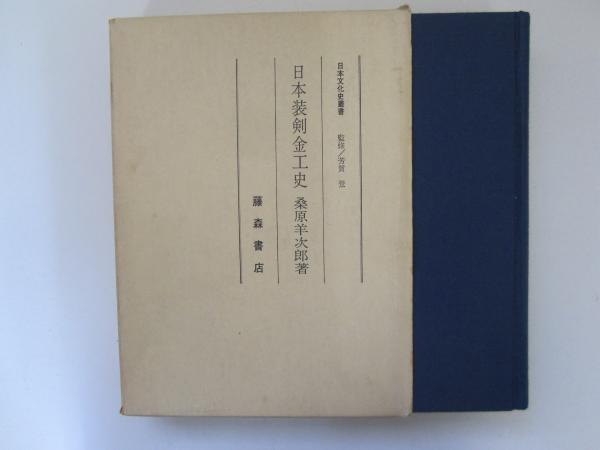 日本文化史叢書 監修/芳賀 登
日本装剣金工史 桑原羊次郎著
藤森書店